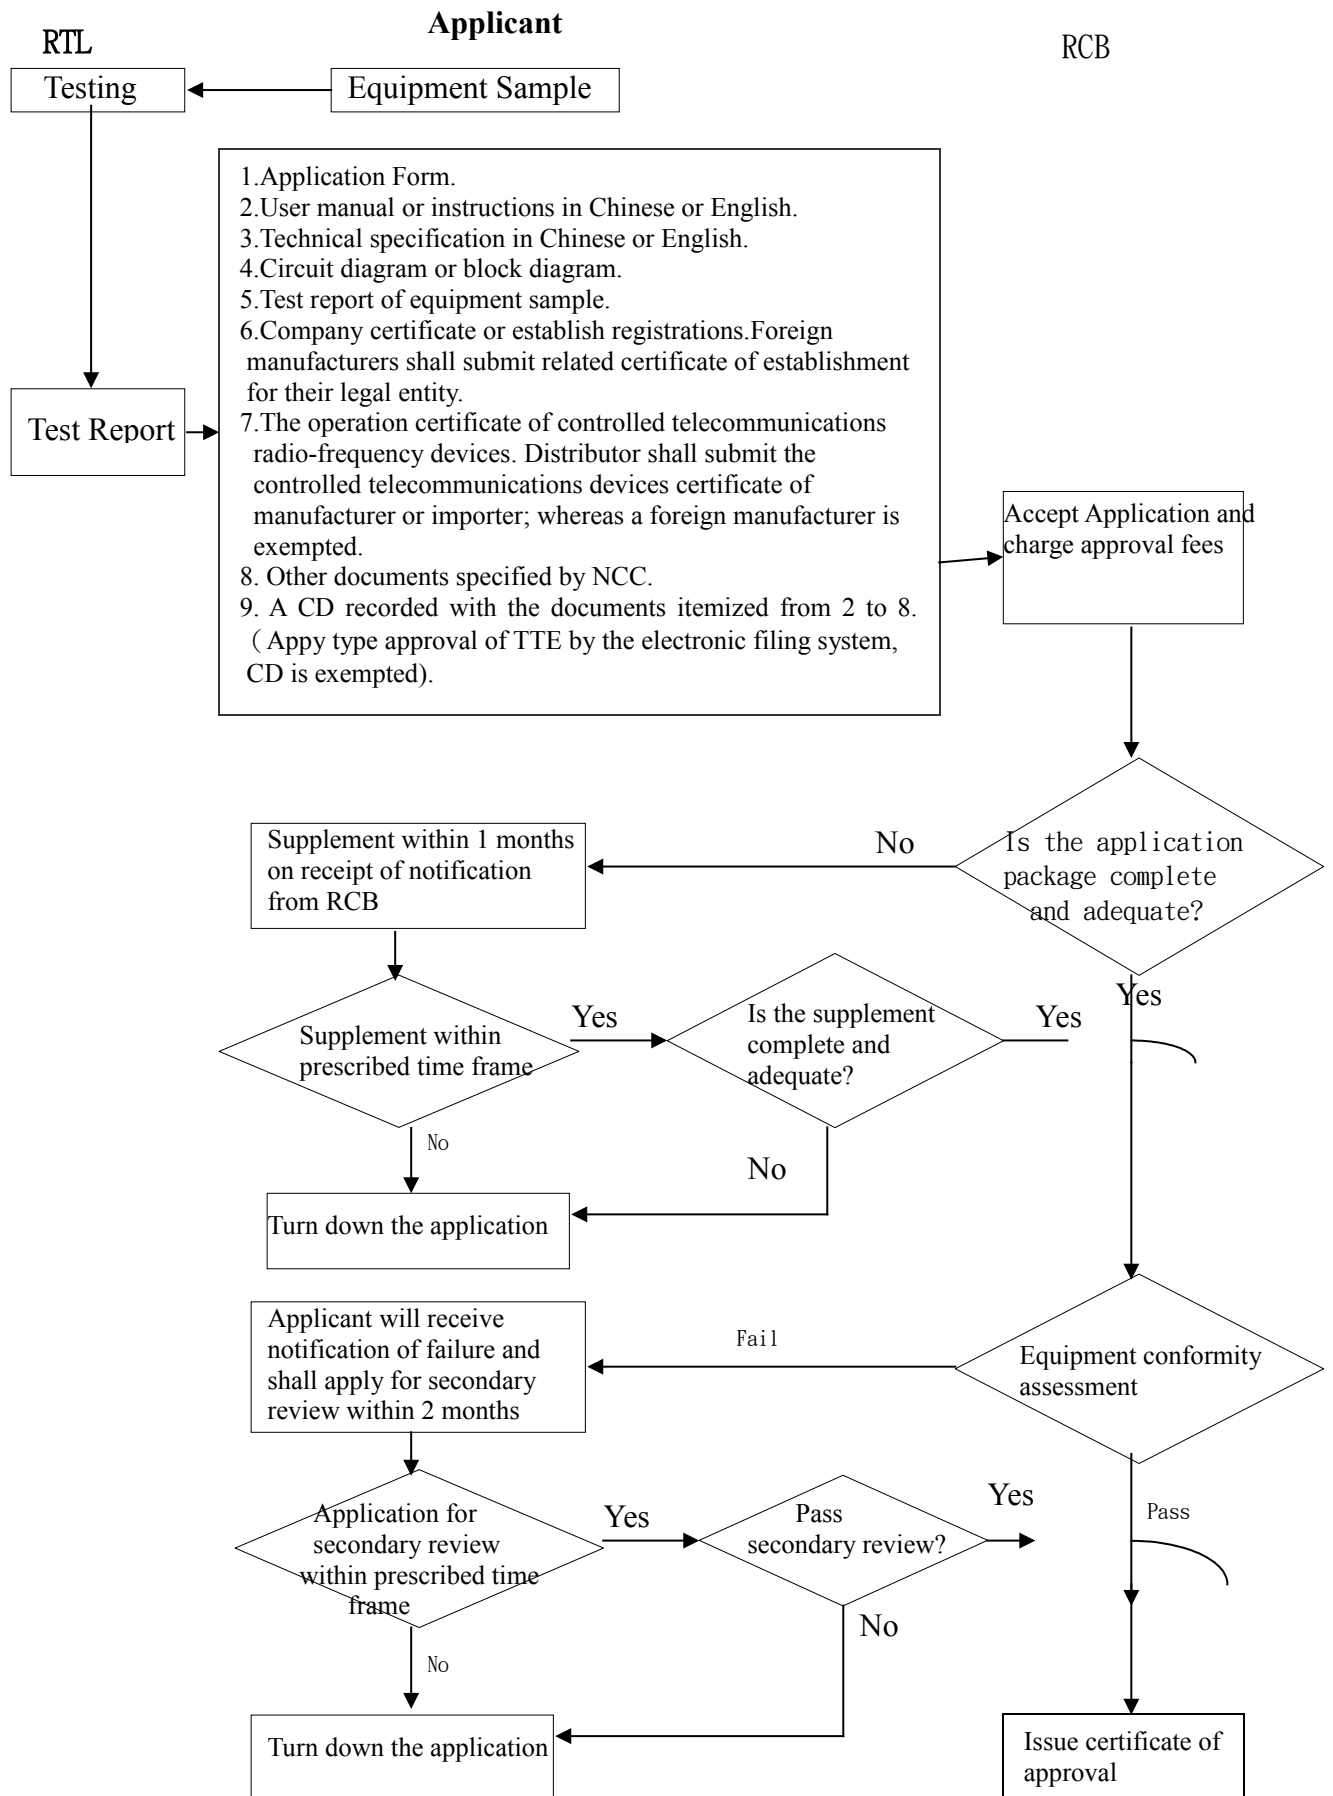 Applicant
RTL
RCB
Testing
Equipment Sample
1.Application Form.
2.User manual or instructions in Chinese or English.
3.Technical specification in Chinese or English.
4.Circuit diagram or block diagram.
5.Test report of equipment sample.
6.Company certificate or establish registrations.Foreign
manufacturers shall submit related certificate of establishment
for their legal entity.
7.The operation certificate of controlled telecommunications
radio-frequency devices. Distributor shall submit the
controlled telecommunications devices certificate of
manufacturer or importer; whereas a foreign manufacturer is
exempted.
8. Other documents specified by NCC.
9. A CD recorded with the documents itemized from 2 to 8.
（Appy type approval of TTE by the electronic filing system,
CD is exempted).
Test Report
Accept Application and
charge approval fees
Is the application
package complete
and adequate?
No
Supplement within 1 months
on receipt of notification
from RCB
Yes
Supplement within
prescribed time frame
Yes
Is the supplement
complete and
adequate?
Yes
No
No
Turn down the application
Equipment conformity
assessment
Fail
Applicant will receive
notification of failure and
shall apply for secondary
review within 2 months
Pass
Application for
secondary review
within prescribed time
frame
Yes
Pass
secondary review?
Yes
No
No
Turn down the application
Issue certificate of
approval